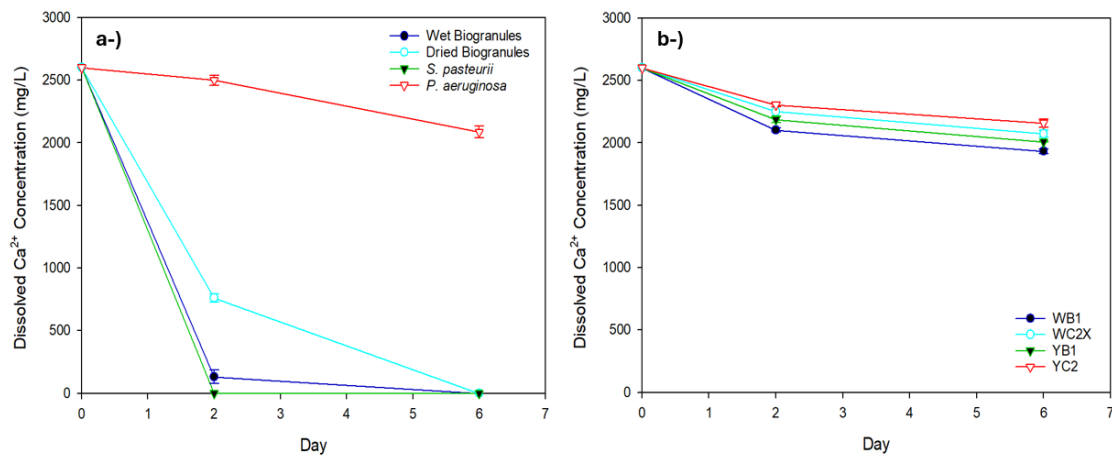 a-)
Wet Biogranules
Dried Biogranules
S. pasteurii
P. aeruginosa
Dissolved Ca²⁺ Concentration (mg/L)
3000
2500
2000
1500
1000
500
0
0 1 2 3 4 5 6 7
Day
b-)
Dissolved Ca²⁺ Concentration (mg/L)
3000
2500
2000
1500
1000
500
0
WB1
WC2X
YB1
YC2
0 1 2 3 4 5 6 7
Day